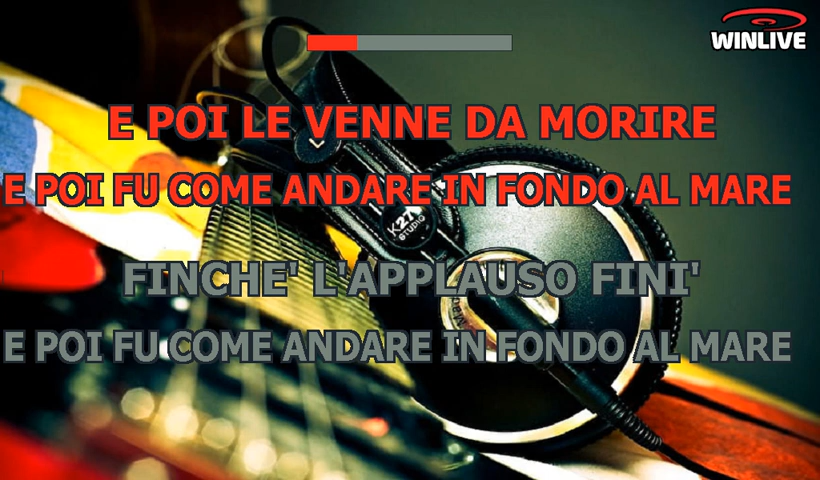 WINLIVE
E POI LE VENNE DA MORIRE
E POI FU COME ANDARE IN FONDO AL MARE
K27
STUDIO
FINCHE' L'APPLAUSO FINI'
E POI FU COME ANDARE IN FONDO AL MARE